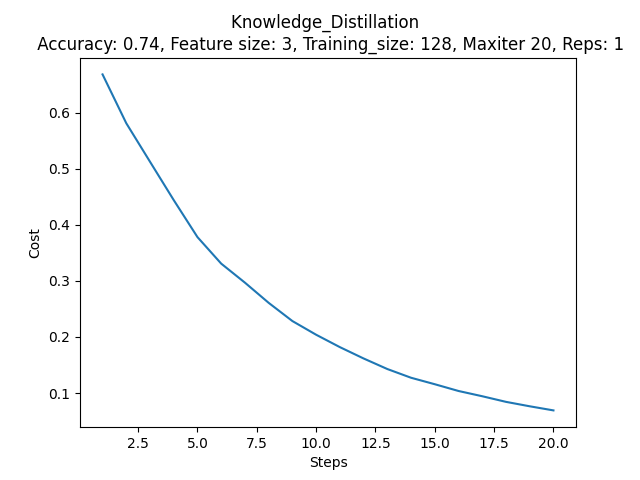 Knowledge_Distillation
Accuracy: 0.74, Feature size: 3, Training_size: 128, Maxiter 20, Reps: 1
0.6
0.5
0.4
0.3
0.2
0.1
Cost
2.5 5.0 7.5 10.0 12.5 15.0 17.5 20.0
Steps